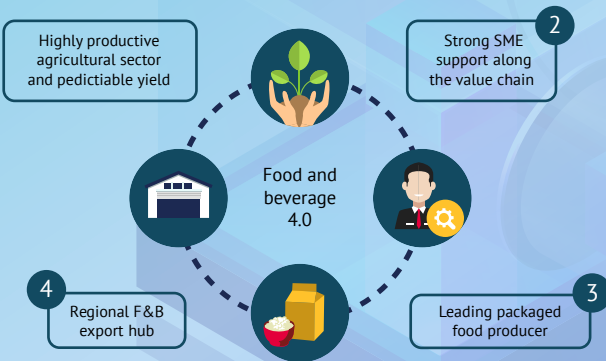 Highly productive
agricultural sector
and pedictiable yield
2
Strong SME
support along
the value chain
Food and
beverage
4.0
4
Regional F&B
export hub
3
Leading packaged
food producer